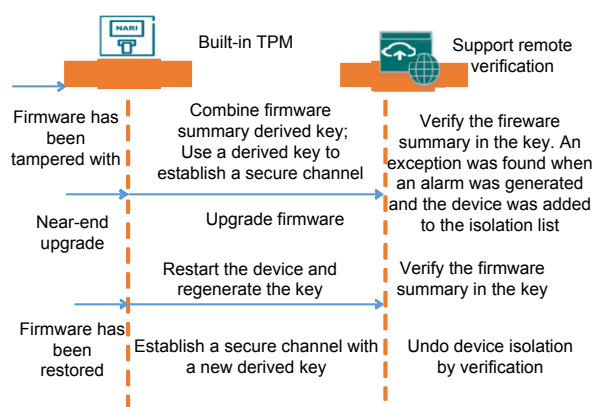 NARI
Built-in TPM
Support remote
verification
Firmware has
been
tampered with
Combine firmware
summary derived key;
Use a derived key to
establish a secure channel
Verify the fireware
summary in the key. An
exception was found when
an alarm was generated
and the device was added
to the isolation list
Near-end
upgrade
Upgrade firmware
Restart the device and
regenerate the key
Verify the firmware
summary in the key
Firmware has
been
restored
Establish a secure channel with
a new derived key
Undo device isolation
by verification